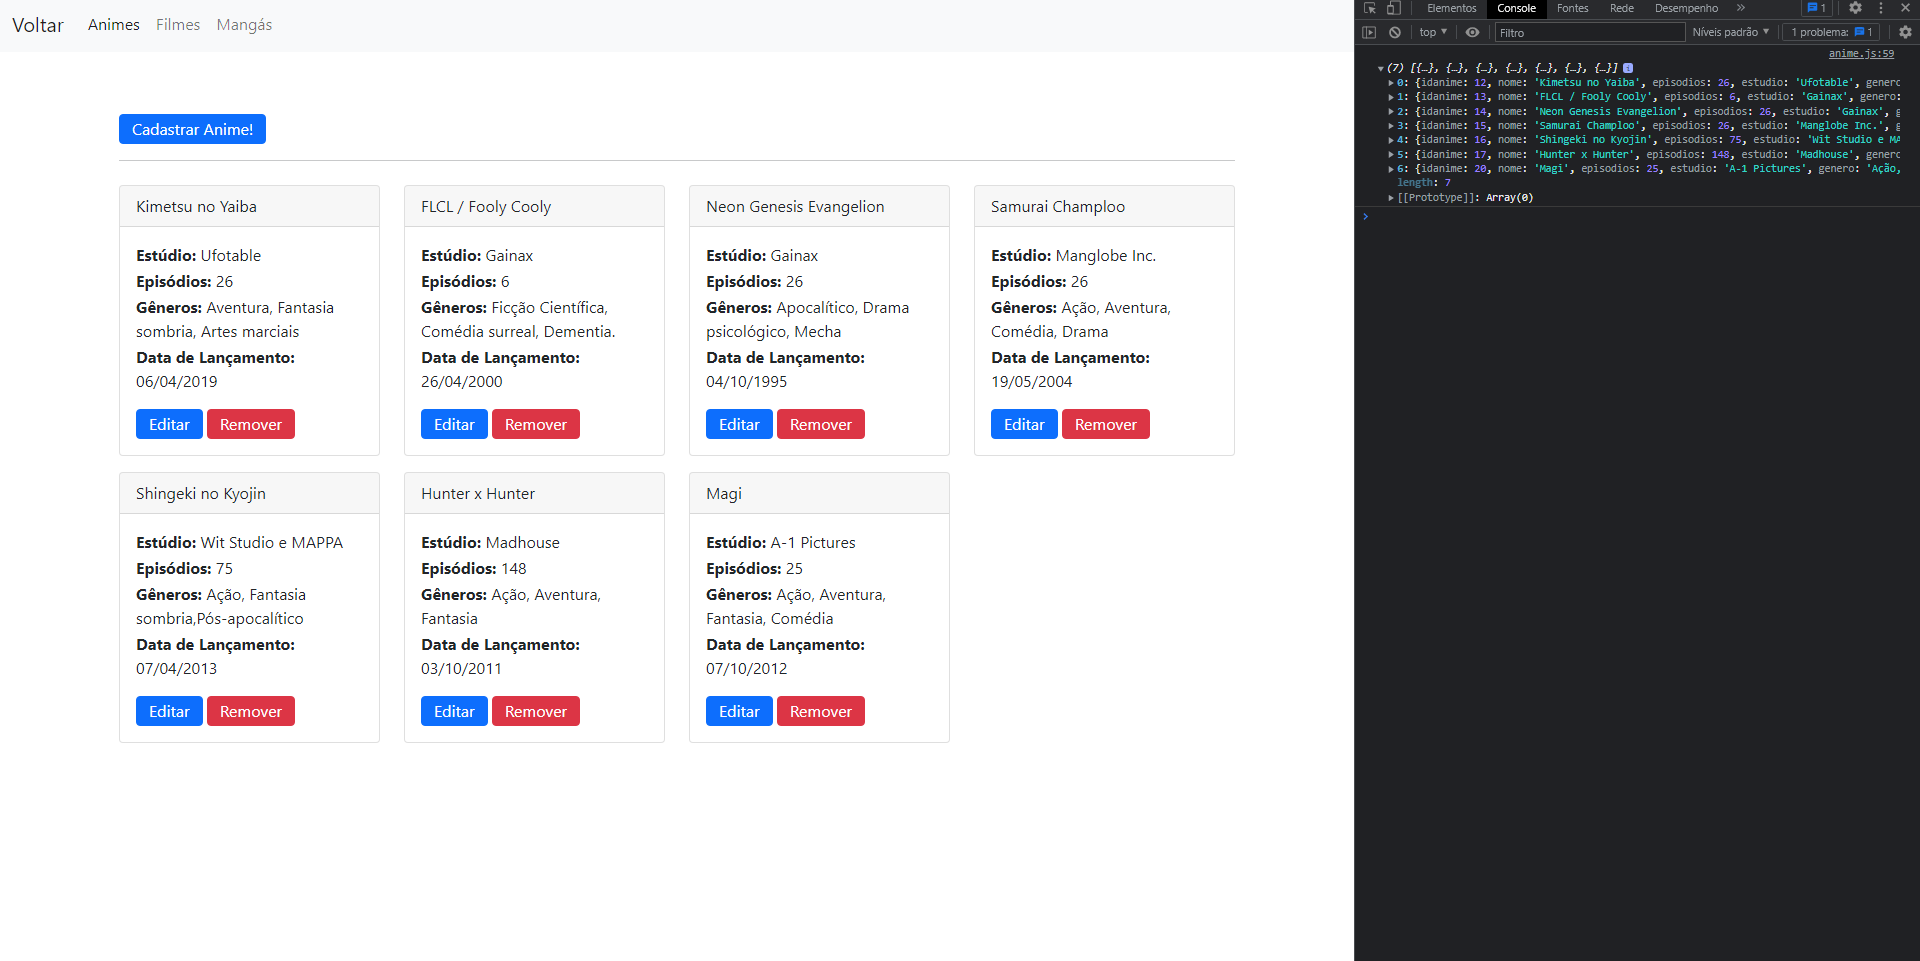 Voltar Animes Filmes Mangás
Cadastrar Anime!
Kimetsu no Yaiba
Estúdio: Ufotable
Episódios: 26
Gêneros: Aventura, Fantasia
sombria, Artes marciais
Data de Lançamento:
06/04/2019
Editar Remover
FLCL / Fooly Cooly
Estúdio: Gainax
Episódios: 6
Gêneros: Ficção Científica,
Comédia surreal, Dementia.
Data de Lançamento:
26/04/2000
Editar Remover
Neon Genesis Evangelion
Estúdio: Gainax
Episódios: 26
Gêneros: Apocalítico, Drama
psicológico, Mecha
Data de Lançamento:
04/10/1995
Editar Remover
Samurai Champloo
Estúdio: Manglobe Inc.
Episódios: 26
Gêneros: Ação, Aventura,
Comédia, Drama
Data de Lançamento:
19/05/2004
Editar Remover
Shingeki no Kyojin
Estúdio: Wit Studio e MAPPA
Episódios: 75
Gêneros: Ação, Fantasia
sombria,Pós-apocalítico
Data de Lançamento:
07/04/2013
Editar Remover
Hunter x Hunter
Estúdio: Madhouse
Episódios: 148
Gêneros: Ação, Aventura,
Fantasia
Data de Lançamento:
03/10/2011
Editar Remover
Magi
Estúdio: A-1 Pictures
Episódios: 25
Gêneros: Ação, Aventura,
Fantasia, Comédia
Data de Lançamento:
07/10/2012
Editar Remover
Elementos Console Fontes Rede Desempenho » 1
top Filtro Níveis padrão 1 problema: 1
anime.js:59
(7) [{…}, {…}, {…}, {…}, {…}, {…}, {…}] i
0: {idanime: 12, nome: 'Kimetsu no Yaiba', episodios: 26, estudio: 'Ufotable', genero
1: {idanime: 13, nome: 'FLCL / Fooly Cooly', episodios: 6, estudio: 'Gainax', genero:
2: {idanime: 14, nome: 'Neon Genesis Evangelion', episodios: 26, estudio: 'Gainax', g
3: {idanime: 15, nome: 'Samurai Champloo', episodios: 26, estudio: 'Manglobe Inc.', g
4: {idanime: 16, nome: 'Shingeki no Kyojin', episodios: 75, estudio: 'Wit Studio e MA
5: {idanime: 17, nome: 'Hunter x Hunter', episodios: 148, estudio: 'Madhouse', genero
6: {idanime: 20, nome: 'Magi', episodios: 25, estudio: 'A-1 Pictures', genero: 'Ação,
length: 7
[[Prototype]]: Array(0)